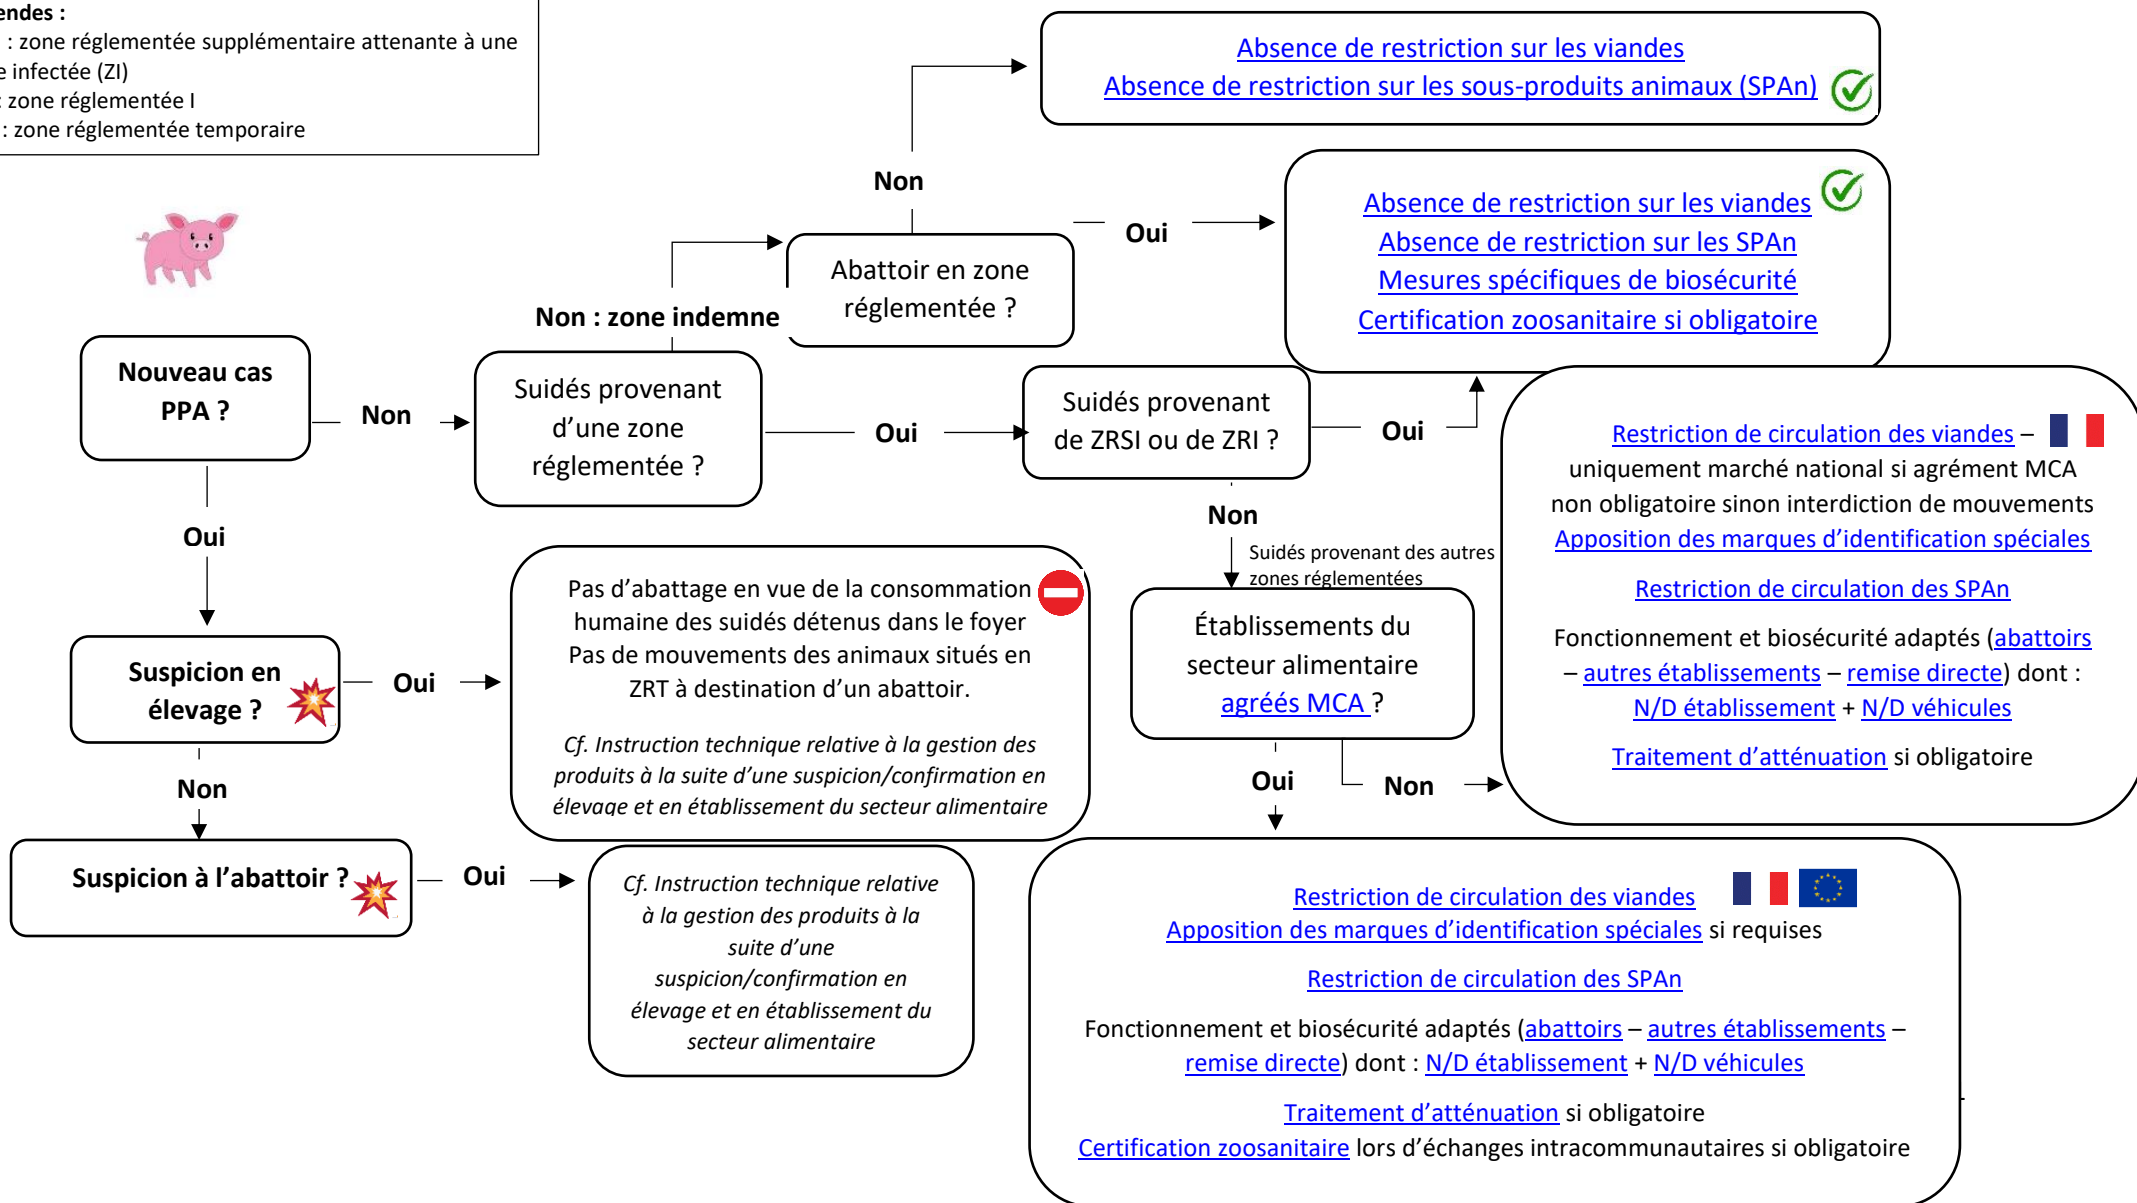 endes :
: zone réglementée supplémentaire attenante à une
e infectée (ZI)
: zone réglementée I
: zone réglementée temporaire
Absence de restriction sur les viandes
Absence de restriction sur les sous-produits animaux (SPAn)
Non
Absence de restriction sur les viandes
Absence de restriction sur les SPAn
Mesures spécifiques de biosécurité
Certification zoosanitaire si obligatoire
Oui
Abattoir en zone
réglementée ?
Non : zone indemne
Nouveau cas
PPA ?
Non
Suidés provenant
d’une zone
réglementée ?
Oui
Suidés provenant
de ZRSI ou de ZRI ?
Oui
Restriction de circulation des viandes –
uniquement marché national si agrément MCA
non obligatoire sinon interdiction de mouvements
Apposition des marques d’identification spéciales
Restriction de circulation des SPAn
Fonctionnement et biosécurité adaptés (abattoirs
– autres établissements – remise directe) dont :
N/D établissement + N/D véhicules
Traitement d’atténuation si obligatoire
Oui
Non
Suidés provenant des autres
zones réglementées
Pas d’abattage en vue de la consommation
humaine des suidés détenus dans le foyer
Pas de mouvements des animaux situés en
ZRT à destination d’un abattoir.
Cf. Instruction technique relative à la gestion des
produits à la suite d’une suspicion/confirmation en
élevage et en établissement du secteur alimentaire
Établissements du
secteur alimentaire
agréés MCA ?
Suspicion en
élevage ?
Oui
Non
Oui
Non
Suspicion à l’abattoir ?
Oui
Cf. Instruction technique relative
à la gestion des produits à la
suite d’une
suspicion/confirmation en
élevage et en établissement du
secteur alimentaire
Restriction de circulation des viandes
Apposition des marques d’identification spéciales si requises
Restriction de circulation des SPAn
Fonctionnement et biosécurité adaptés (abattoirs – autres établissements –
remise directe) dont : N/D établissement + N/D véhicules
Traitement d’atténuation si obligatoire
Certification zoosanitaire lors d’échanges intracommunautaires si obligatoire